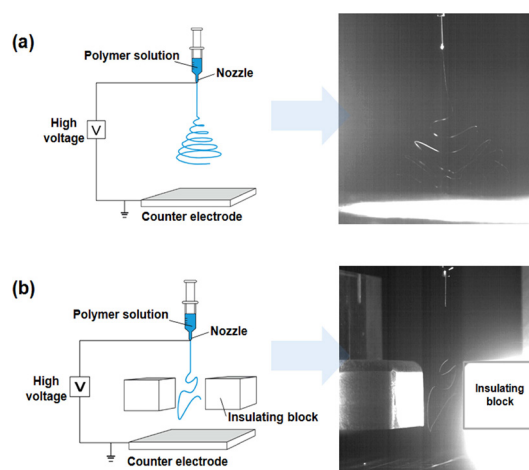 (a)
Polymer solution
Nozzle
High
voltage
V
Counter electrode
(b)
Polymer solution
Nozzle
High
voltage
V
Insulating block
Counter electrode
Insulating
block